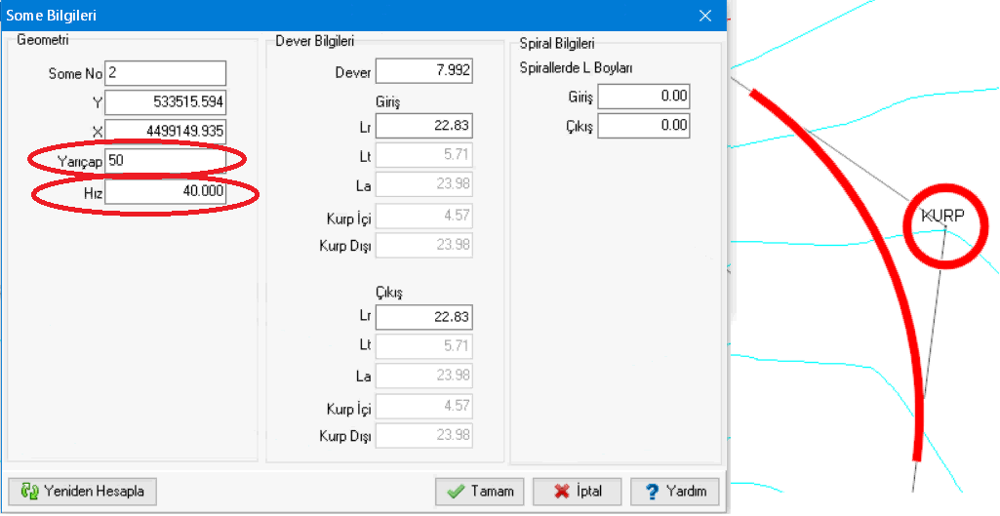 Some Bilgileri
Geometri
Some No 2
Y 533515.594
X 4499149.935
Yarıçap 50
Hız 40.000
Dever Bilgileri
Dever 7.992
Giriş
Lr 22.83
Lt 5.71
La 23.98
Kurp İçi 4.57
Kurp Dışı 23.98
Çıkış
Lr 22.83
Lt 5.71
La 23.98
Kurp İçi 4.57
Kurp Dışı 23.98
Spiral Bilgileri
Spirallerde L Boyları
Giriş 0.00
Çıkış 0.00
Yeniden Hesapla
Tamam
İptal
Yardım
KURP